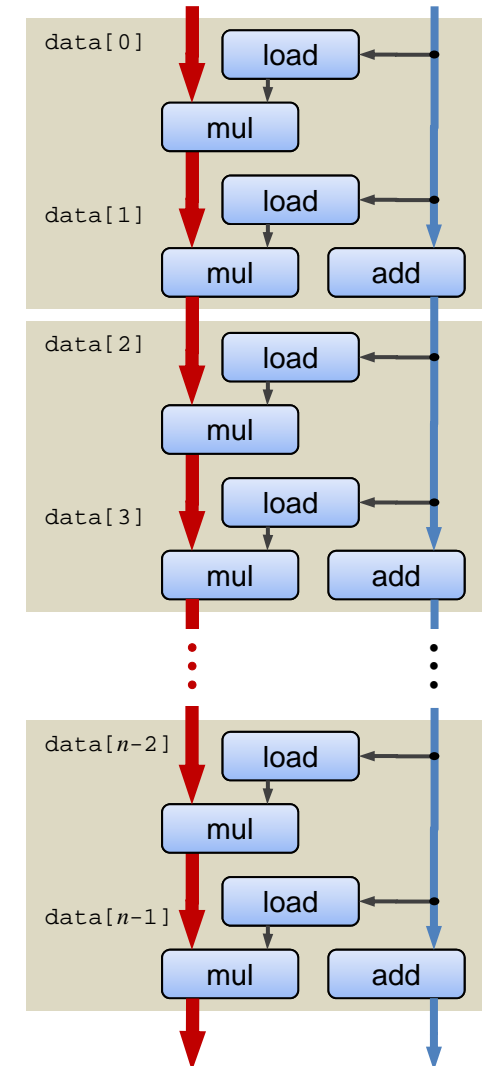 data[0]
load
mul
load
data[1]
mul add
data[2]
load
mul
load
data[3]
mul add
data[n-2]
load
mul
load
data[n-1]
mul add